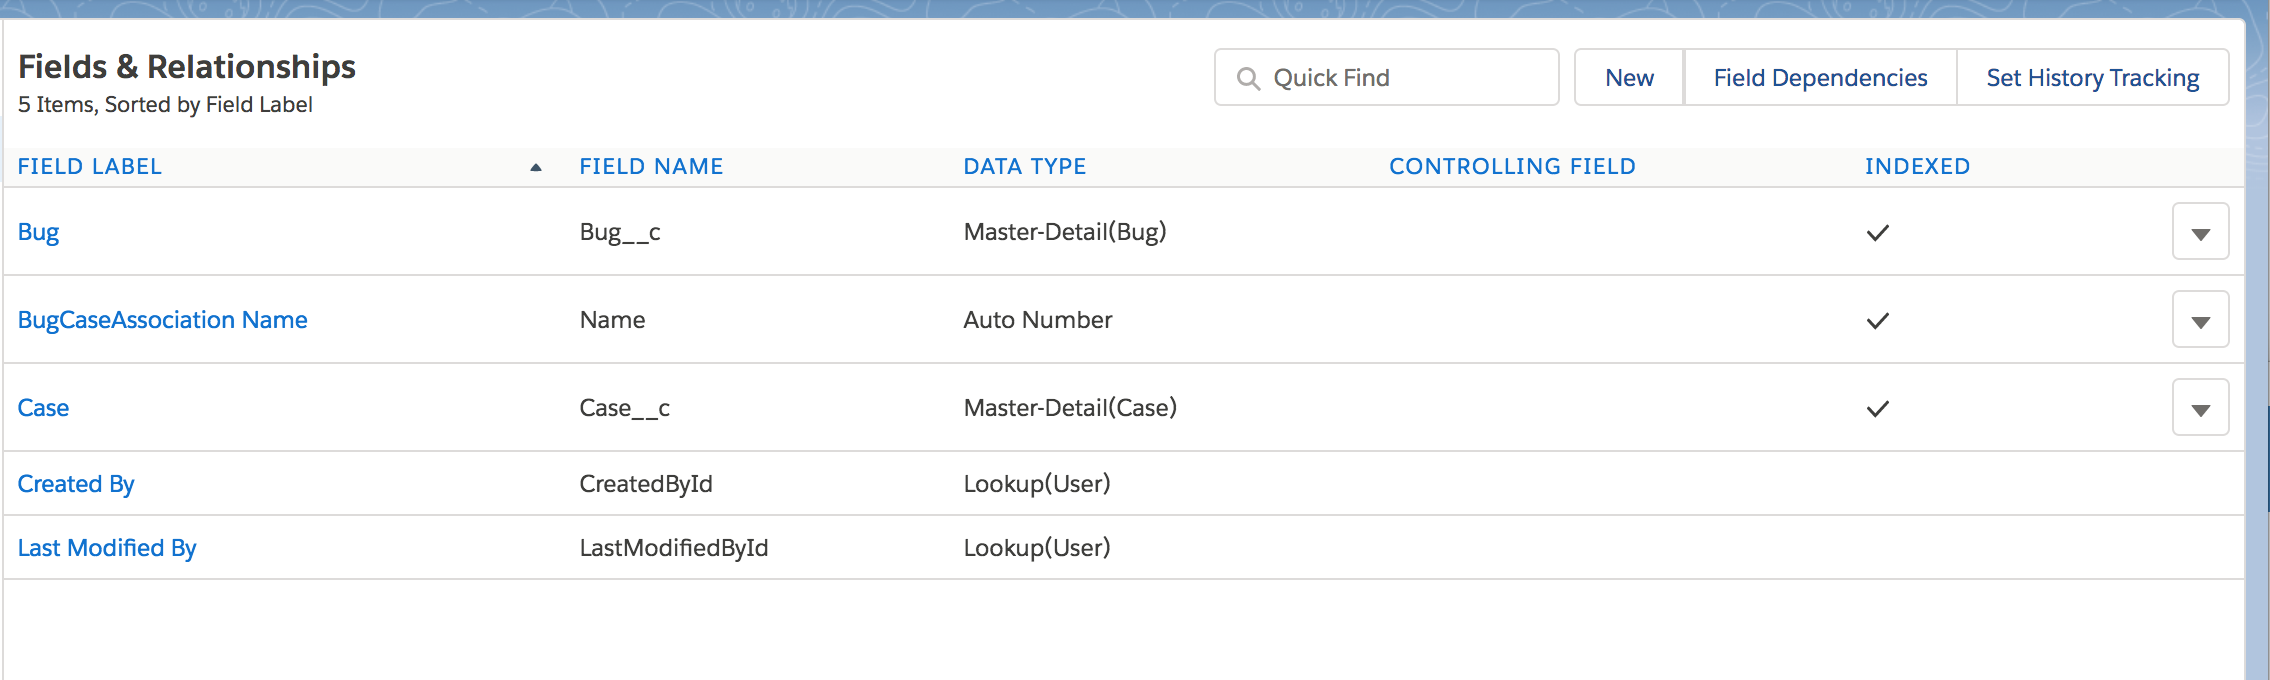 Fields & Relationships
5 Items, Sorted by Field Label
Quick Find
New
Field Dependencies
Set History Tracking
FIELD LABEL FIELD NAME DATA TYPE CONTROLLING FIELD INDEXED
Bug Bug__c Master-Detail(Bug)
BugCaseAssociation Name Name Auto Number
Case Case__c Master-Detail(Case)
Created By CreatedById Lookup(User)
Last Modified By LastModifiedById Lookup(User)